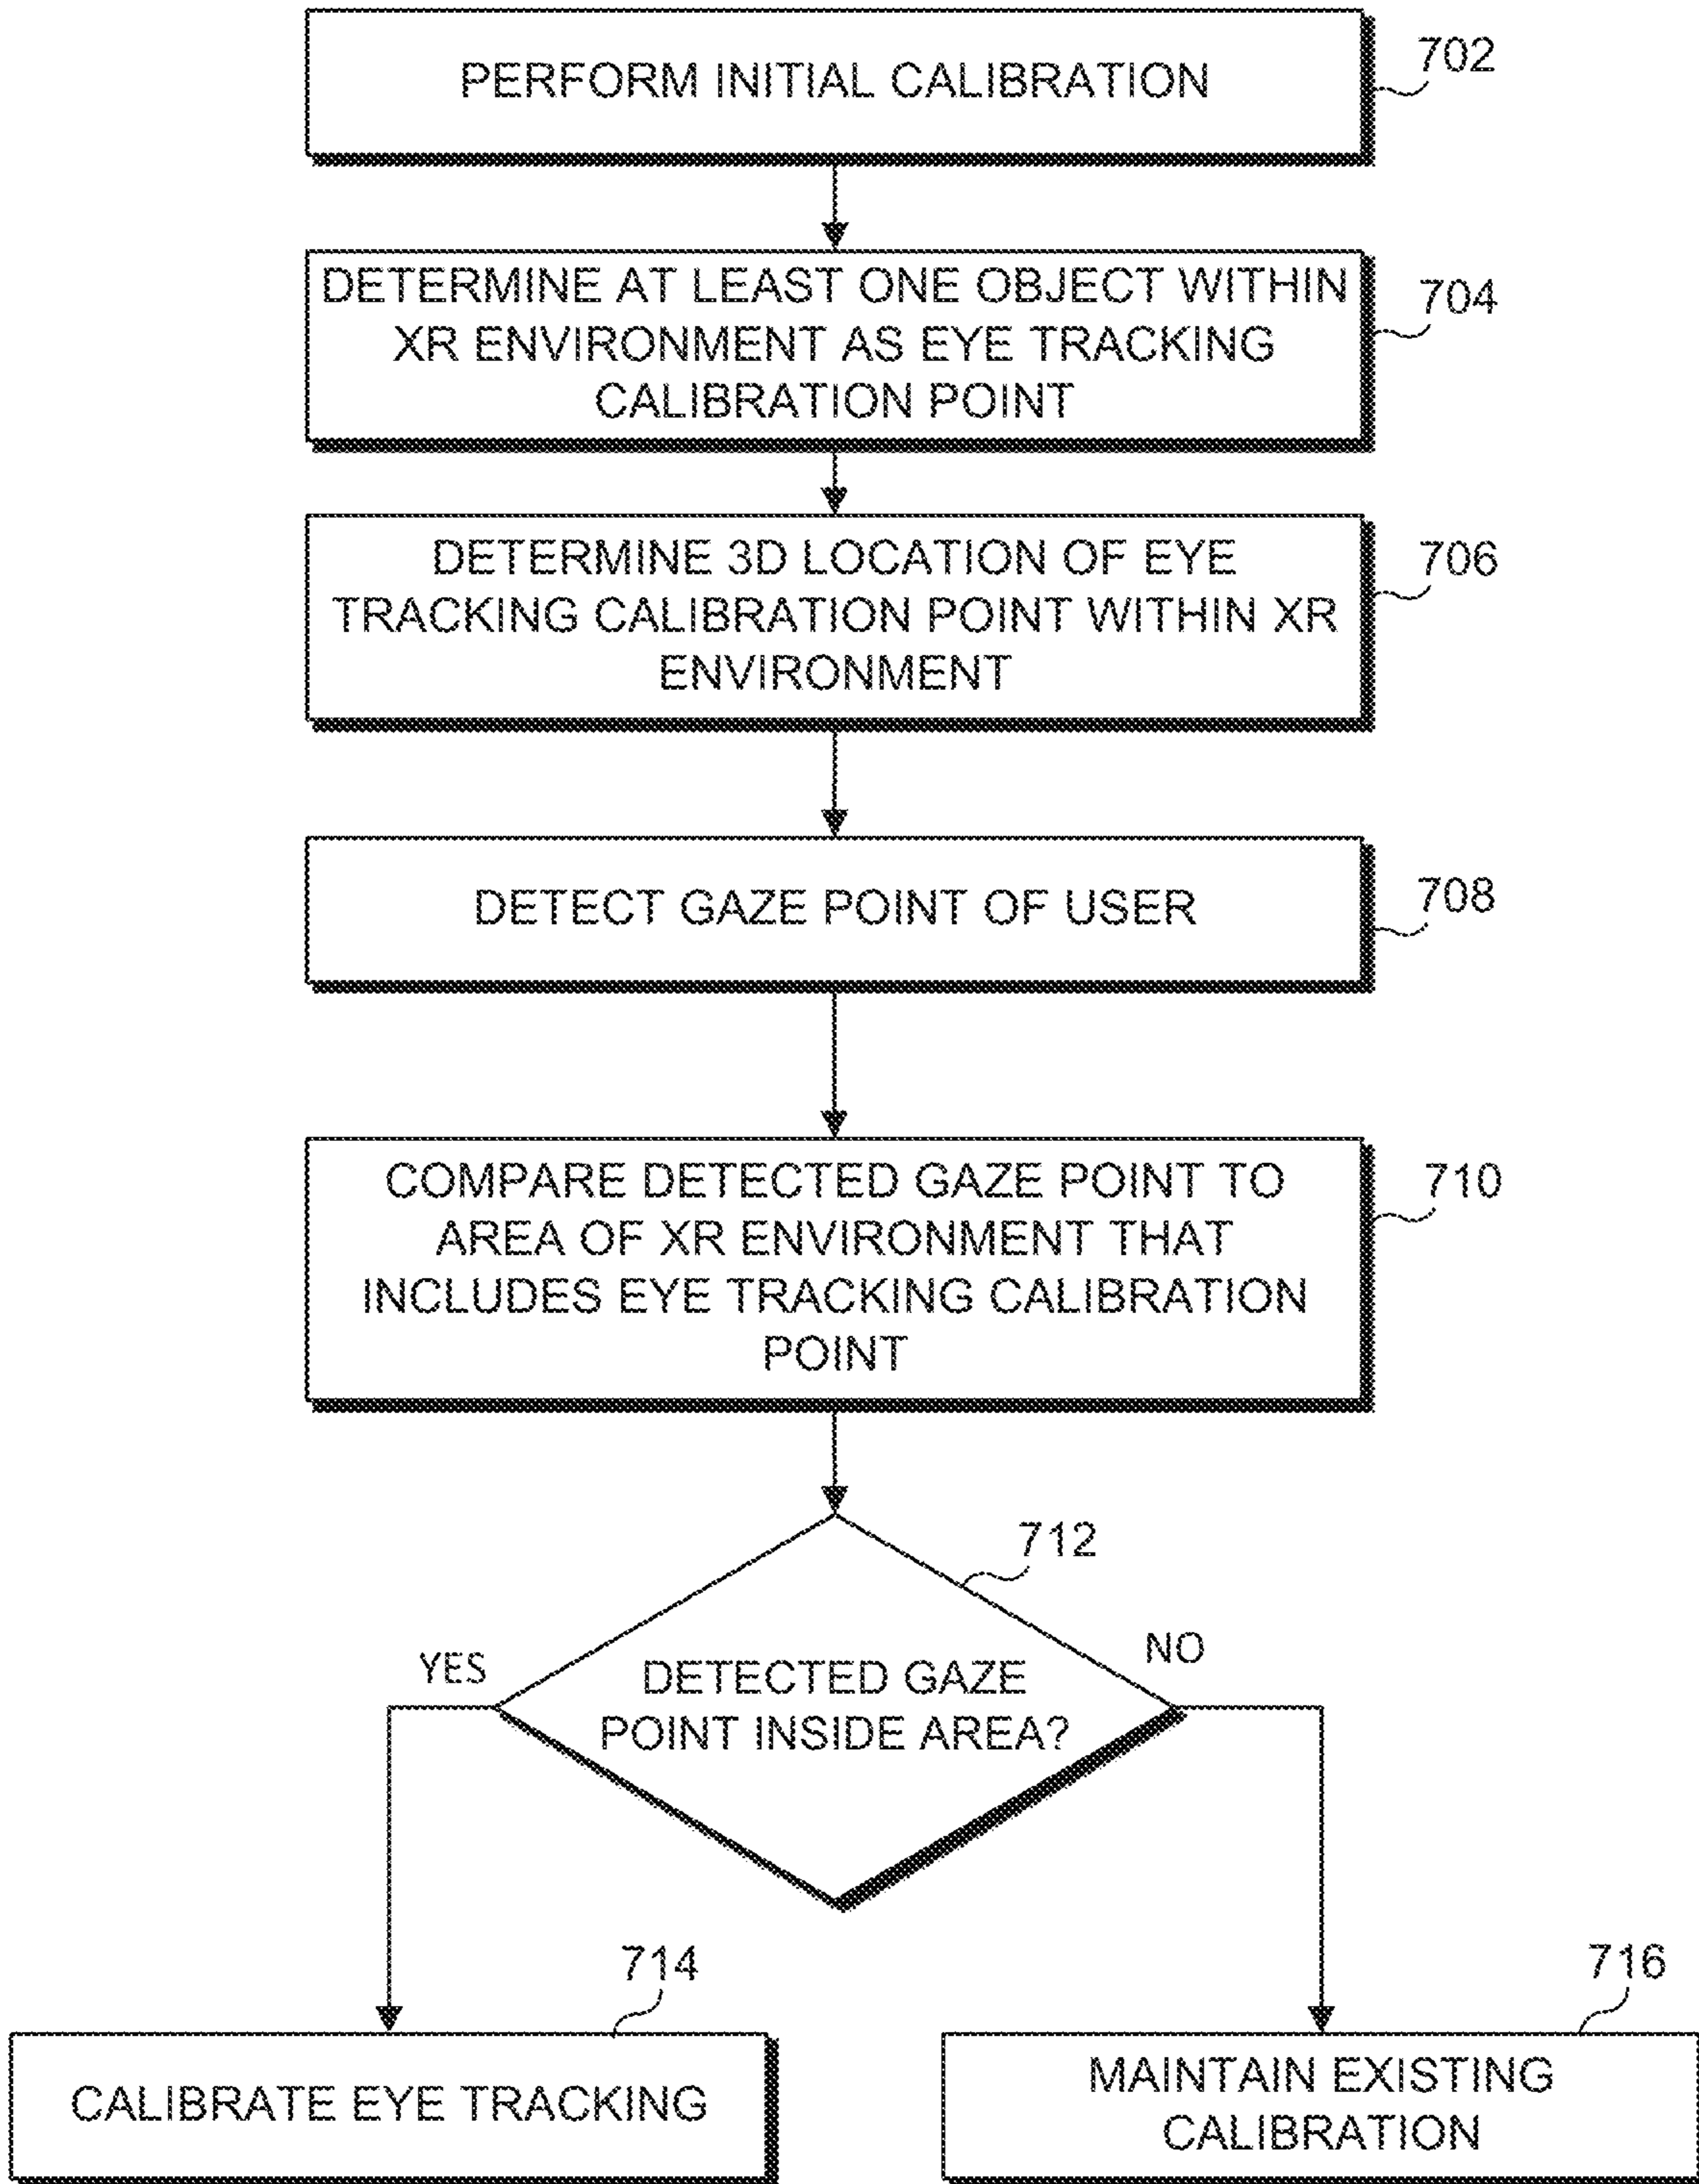 PERFORM INITIAL CALIBRATION
702
DETERMINE AT LEAST ONE OBJECT WITHIN
XR ENVIRONMENT AS EYE TRACKING
CALIBRATION POINT
704
DETERMINE 3D LOCATION OF EYE
TRACKING CALIBRATION POINT WITHIN XR
ENVIRONMENT
706
DETECT GAZE POINT OF USER
708
COMPARE DETECTED GAZE POINT TO
AREA OF XR ENVIRONMENT THAT
INCLUDES EYE TRACKING CALIBRATION
POINT
710
712
YES
NO
DETECTED GAZE
POINT INSIDE AREA?
714
716
CALIBRATE EYE TRACKING
MAINTAIN EXISTING
CALIBRATION